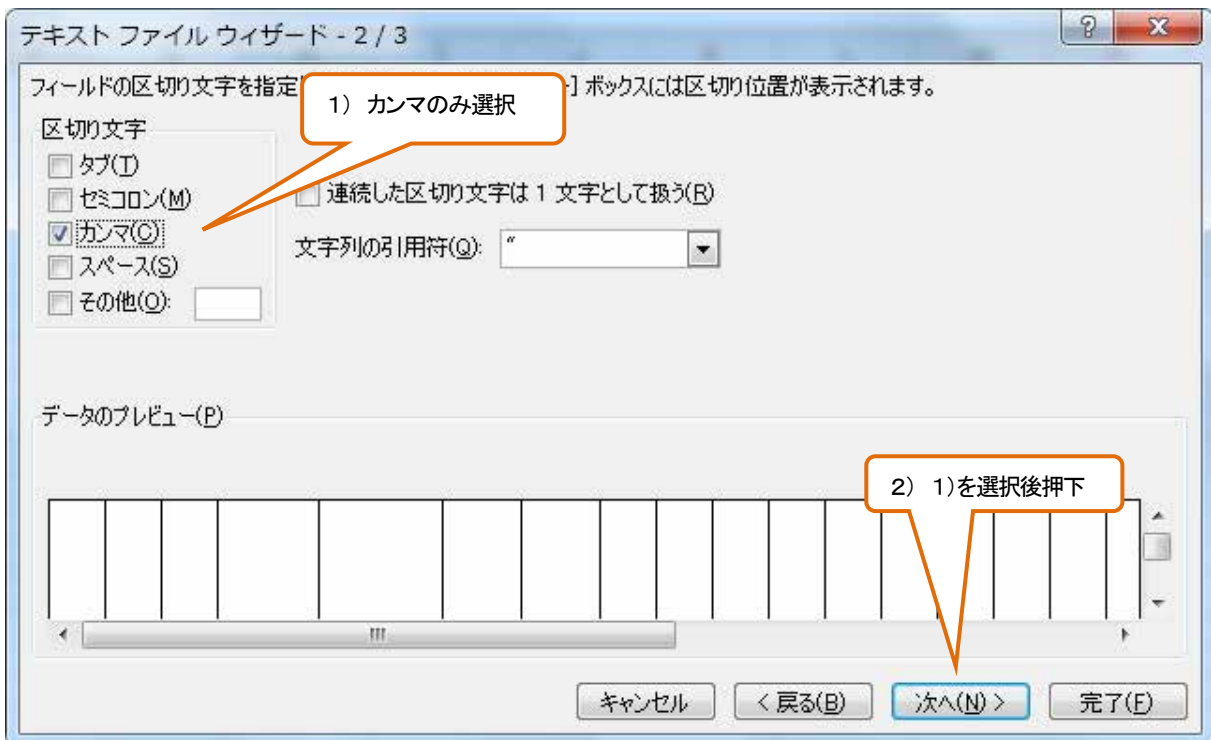 テキスト ファイル ウィザード - 2 / 3
フィールドの区切り文字を指定 ] ボックスには区切り位置が表示されます。
1) カンマのみ選択
区切り文字
タブ(T)
セミコロン(M)
カンマ(C)
スペース(S)
その他(O):
連続した区切り文字は 1 文字として扱う(R)
文字列の引用符(Q): "
データのプレビュー(P)
2) 1)を選択後押下
キャンセル < 戻る(B) 次へ(N) > 完了(F)